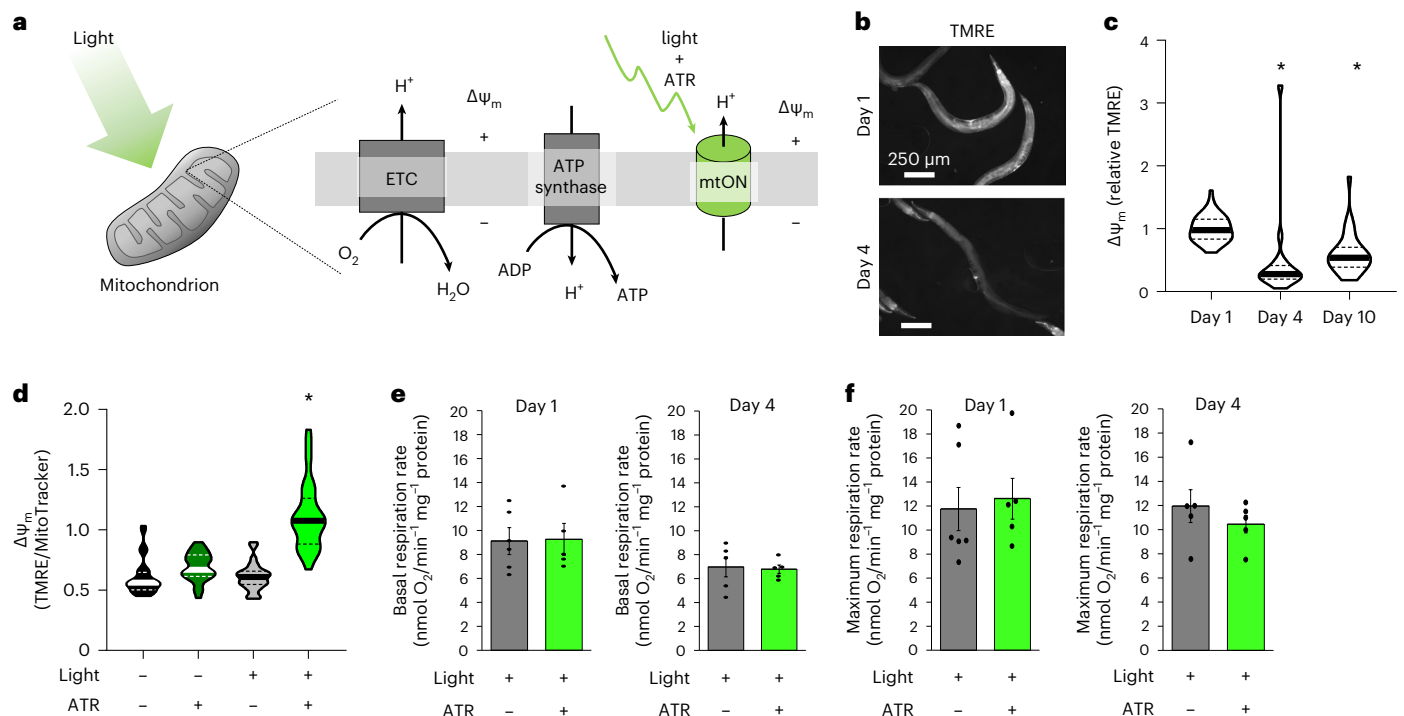 a
Light
Mitochondrion
H⁺
Δψₘ
+
−
ETC
O₂
H₂O
ATP
synthase
ADP
H⁺
ATP
light
+
ATR
H⁺
Δψₘ
+
−
mtON
b
TMRE
Day 1
250 µm
Day 4
c
Δψₘ (relative TMRE)
4
3
2
1
0
*
*
Day 1 Day 4 Day 10
d
Δψₘ
(TMRE/MitoTracker)
2.0
1.5
1.0
0.5
0
*
Light − − + +
ATR − + − +
e
Day 1
Basal respiration rate
(nmol O₂/min⁻¹ mg⁻¹ protein)
20
18
16
14
12
10
8
6
4
2
0
Light + +
ATR − +
Day 4
Basal respiration rate
(nmol O₂/min⁻¹ mg⁻¹ protein)
20
18
16
14
12
10
8
6
4
2
0
Light + +
ATR − +
f
Day 1
Maximum respiration rate
(nmol O₂/min⁻¹ mg⁻¹ protein)
20
18
16
14
12
10
8
6
4
2
0
Light + +
ATR − +
Day 4
Maximum respiration rate
(nmol O₂/min⁻¹ mg⁻¹ protein)
20
18
16
14
12
10
8
6
4
2
0
Light + +
ATR − +